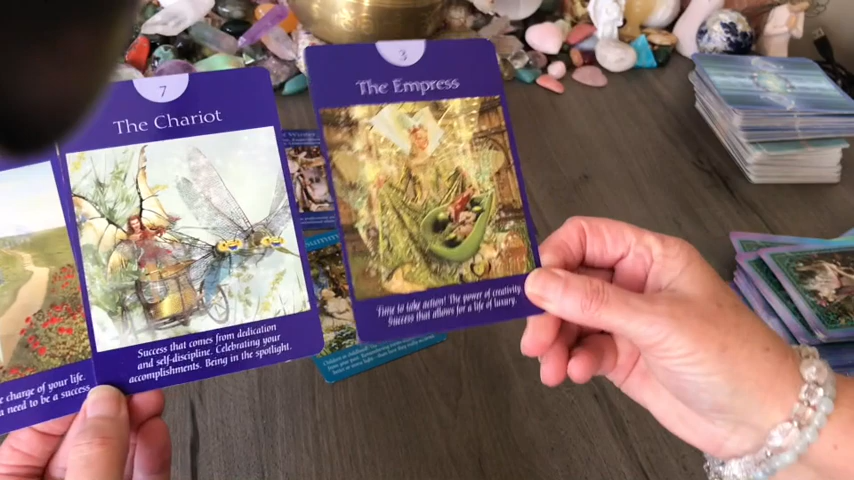 7
The Chariot
Success that comes from dedication
and self-discipline. Celebrating your
accomplishments. Bring in the spotlight.
3
The Empress
Time to take action! The power of creativity.
Success that allows for a life of luxury.
charge of your life.
need to be a success